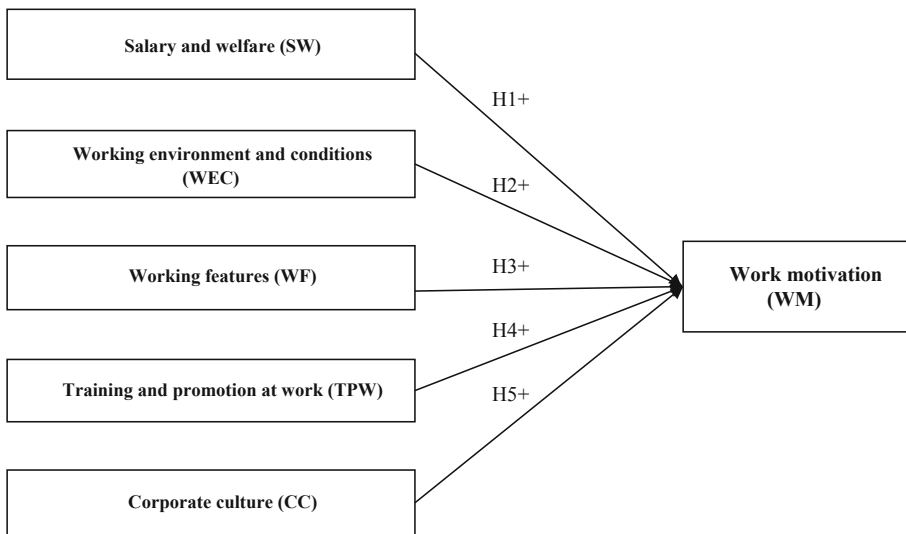 Salary and welfare (SW)
H1+
Working environment and conditions
(WEC)
H2+
Working features (WF)
H3+
Work motivation
(WM)
H4+
Training and promotion at work (TPW)
H5+
Corporate culture (CC)